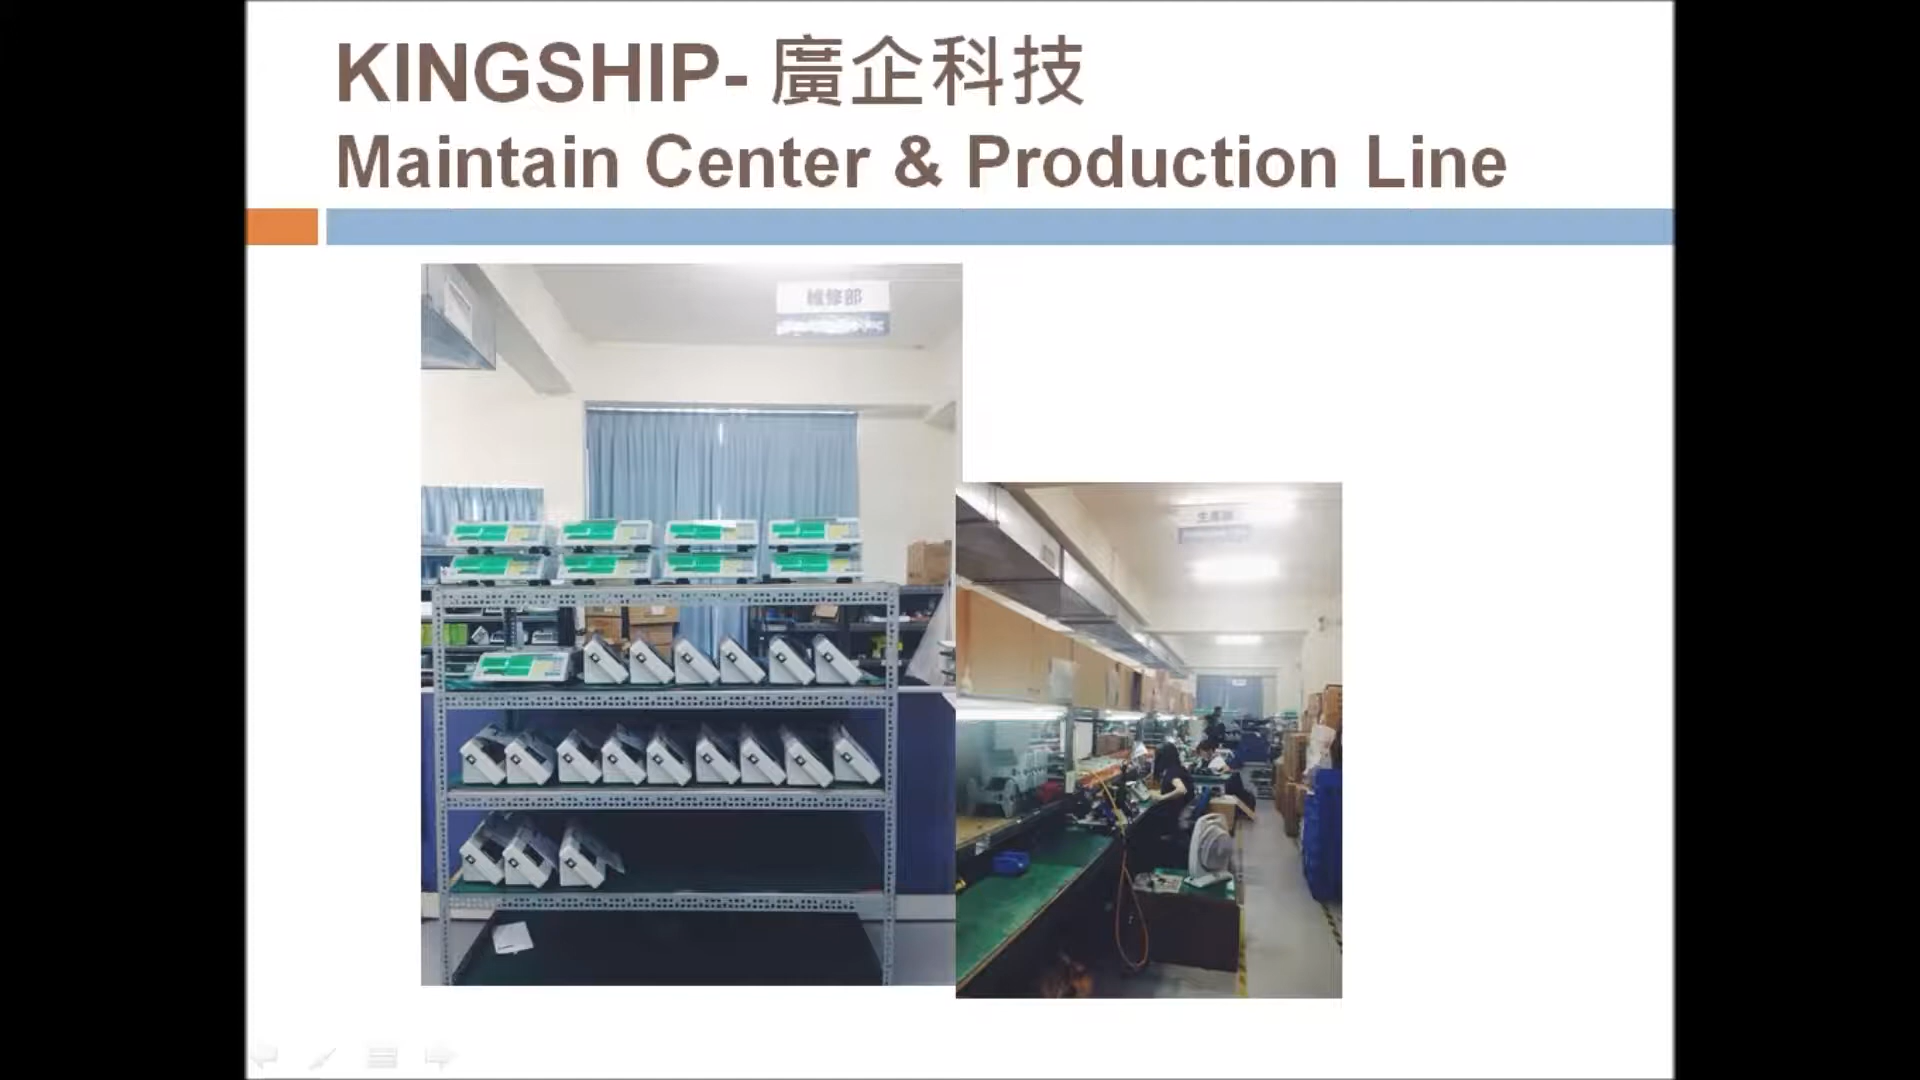 KINGSHIP- 廣企科技
Maintain Center & Production Line
維修部